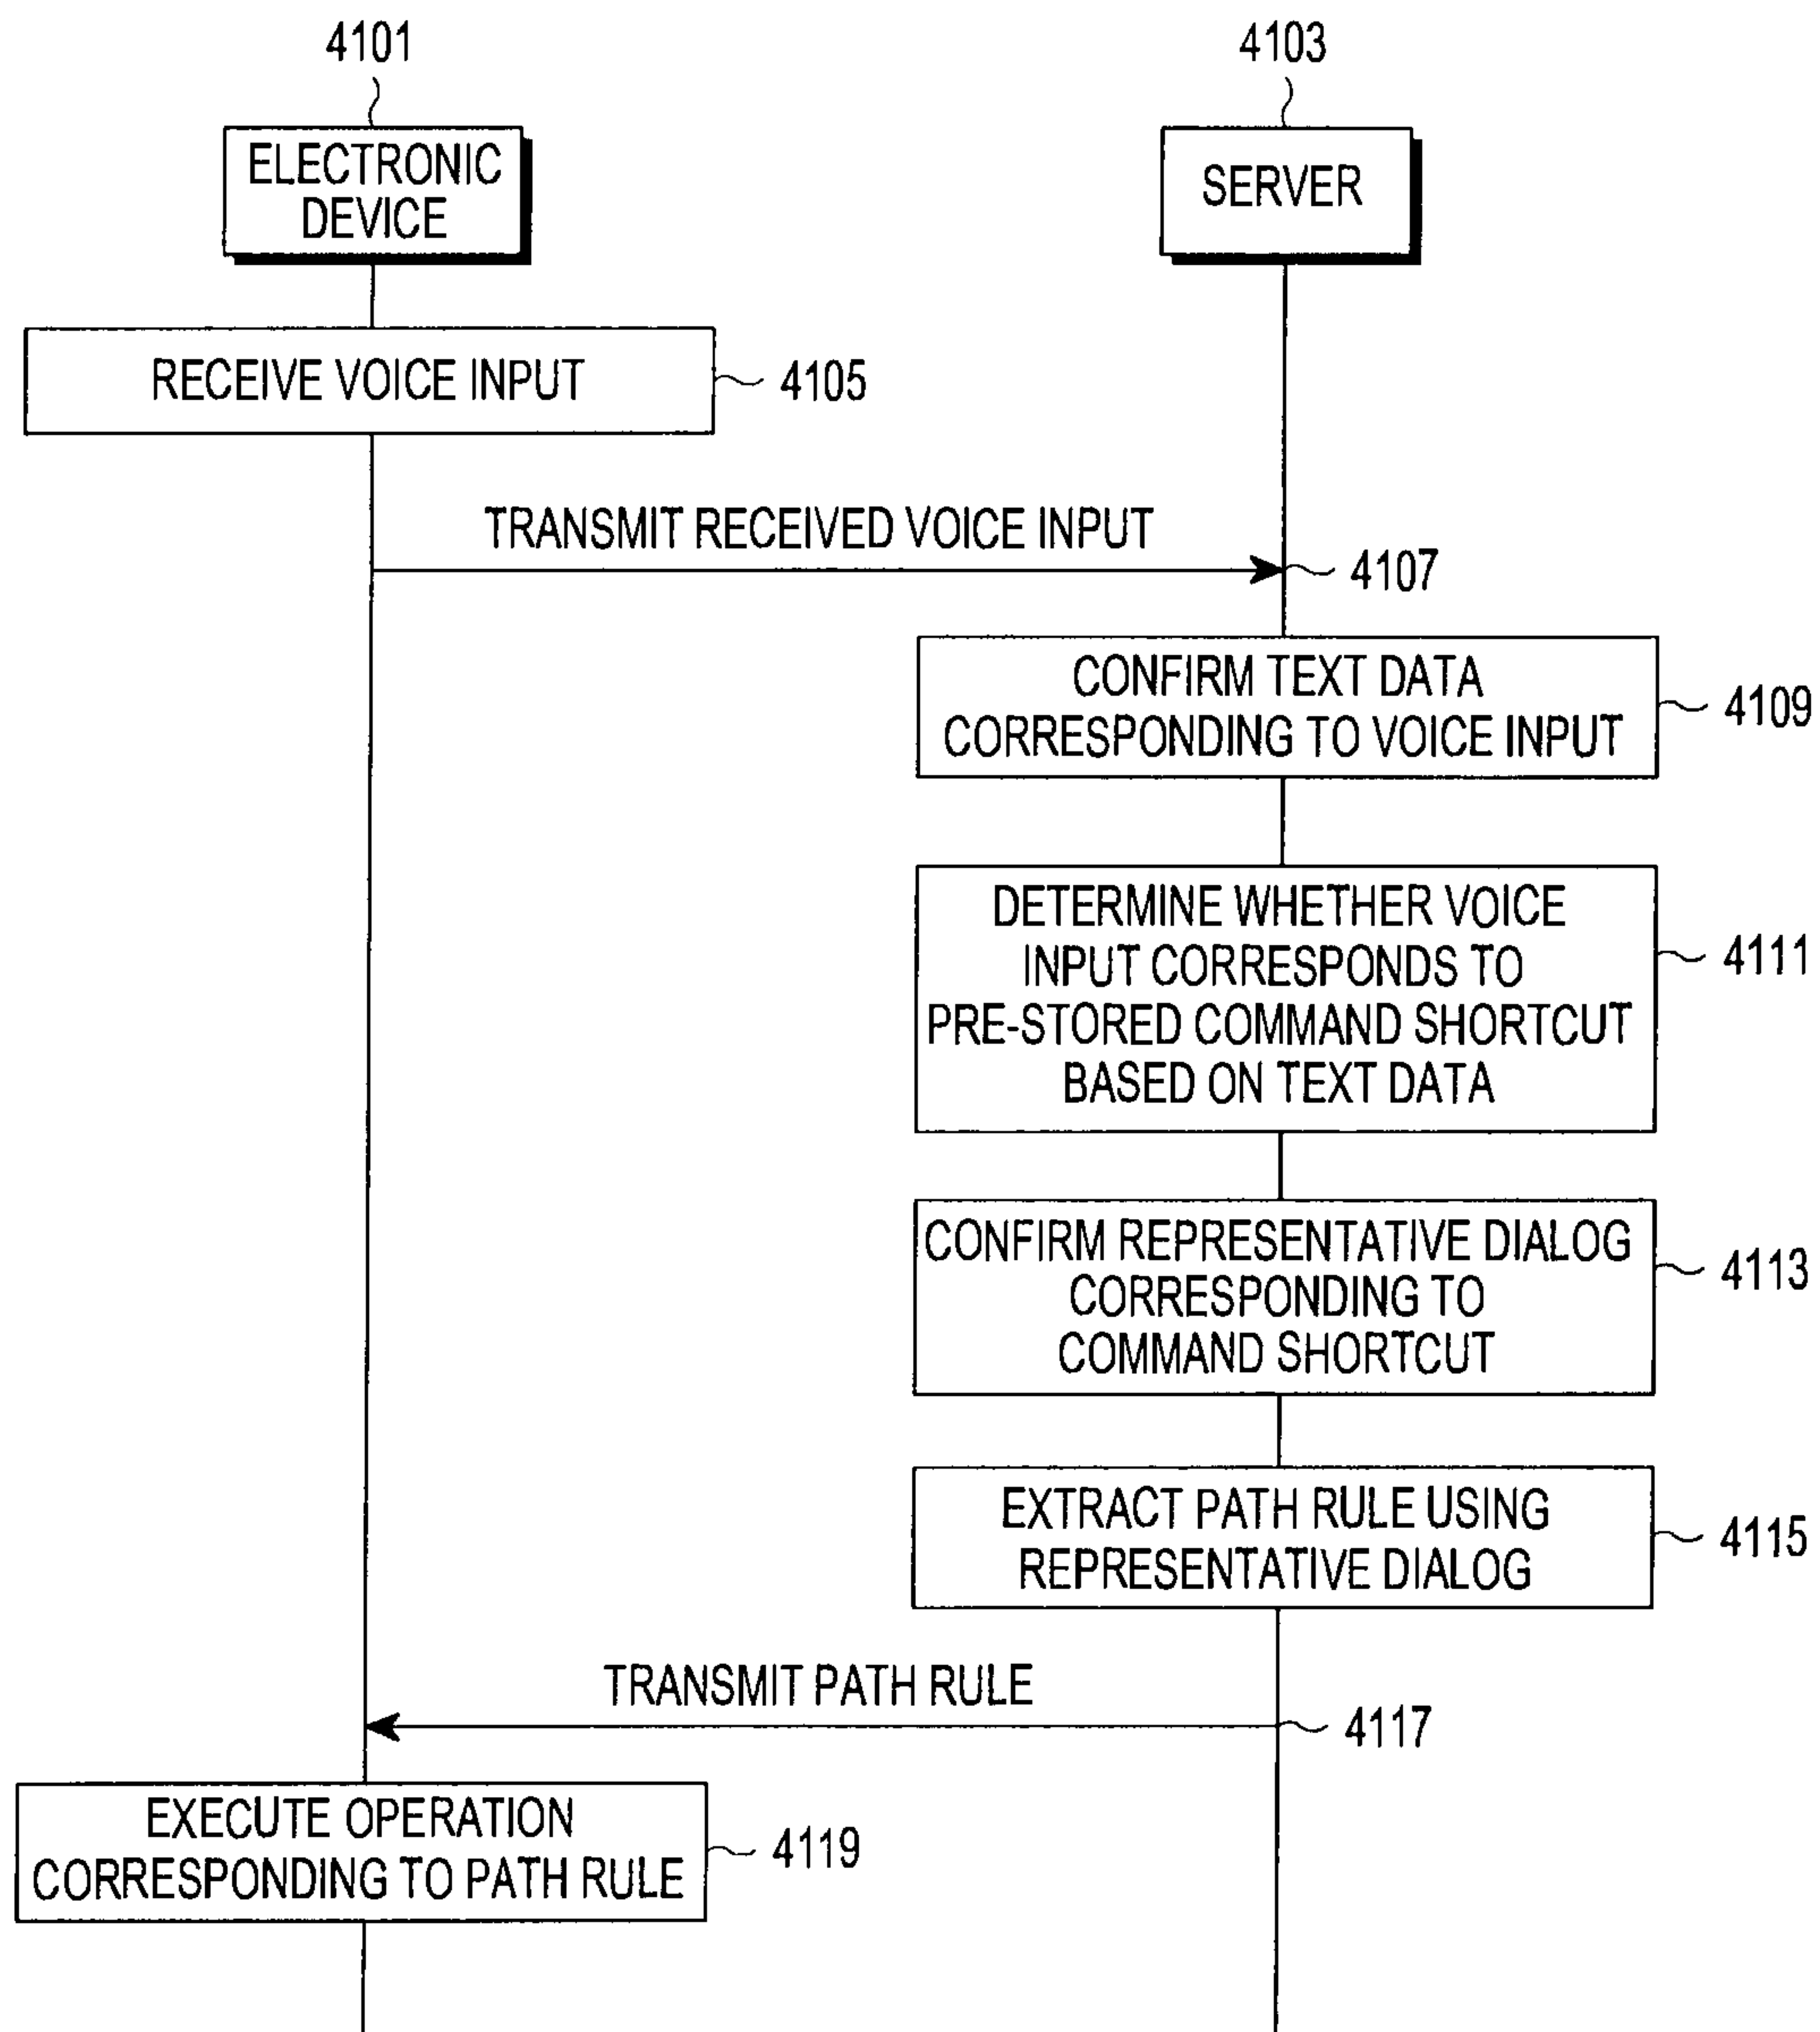 4101
4103
ELECTRONIC
DEVICE
SERVER
RECEIVE VOICE INPUT
4105
TRANSMIT RECEIVED VOICE INPUT
4107
CONFIRM TEXT DATA
CORRESPONDING TO VOICE INPUT
4109
DETERMINE WHETHER VOICE
INPUT CORRESPONDS TO
PRE-STORED COMMAND SHORTCUT
BASED ON TEXT DATA
4111
CONFIRM REPRESENTATIVE DIALOG
CORRESPONDING TO
COMMAND SHORTCUT
4113
EXTRACT PATH RULE USING
REPRESENTATIVE DIALOG
4115
TRANSMIT PATH RULE
4117
EXECUTE OPERATION
CORRESPONDING TO PATH RULE
4119